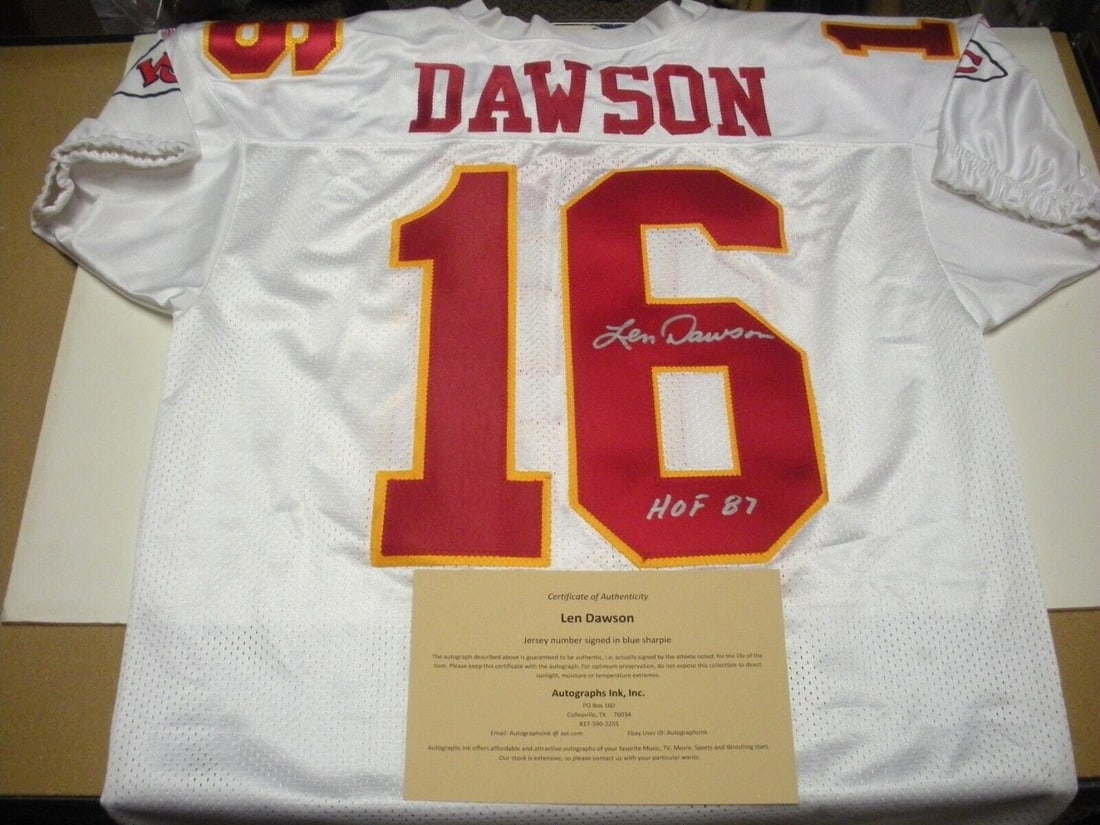 16
DAWSON
16
Len Dawson
HOF 87
Certificate of Authenticity
Len Dawson
Jersey number signed in blue sharpie
The autograph described above is guaranteed to be authentic, i.e. actually signed by the athlete noted, for the life of the
item. Please keep this certificate with the autograph. For optimum preservation, do not expose this collectible to direct
sunlight, moisture or temperature extremes.
Autographs Ink, Inc.
PO Box 160
Colleyville, TX 76034
817-590-2255
Email: Autographsink @ aol.com Ebay User ID: Autographsink
Autographs Ink offers affordable and attractive autographs of your favorite Music, TV, Movie, Sports and Wrestling stars.
Our stock is extensive, so please contact us with your particular wants.